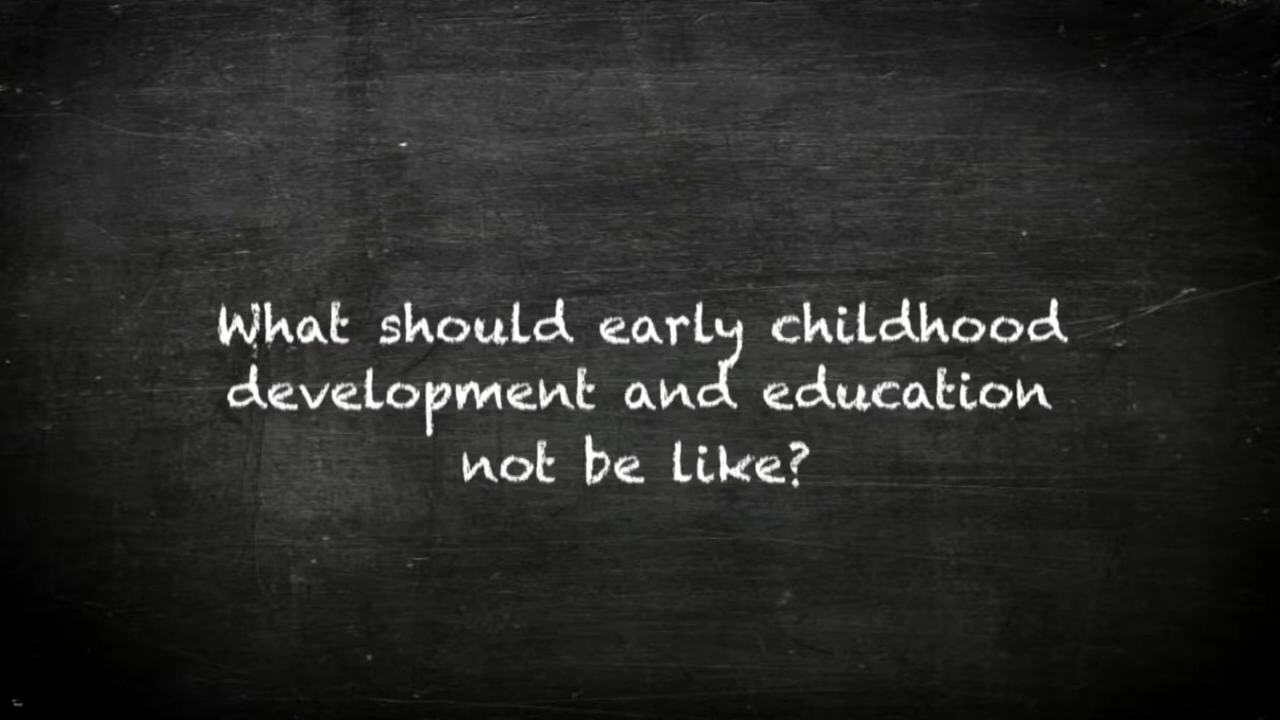 What should early childhood
development and education
not be like?